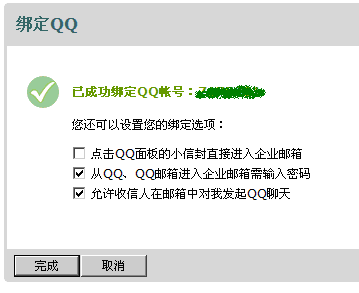 绑定QQ
已成功绑定QQ帐号：
您还可以设置您的绑定选项：
点击QQ面板的小信封直接进入企业邮箱
从QQ、QQ邮箱进入企业邮箱需输入密码
允许收信人在邮箱中对我发起QQ聊天
完成
取消